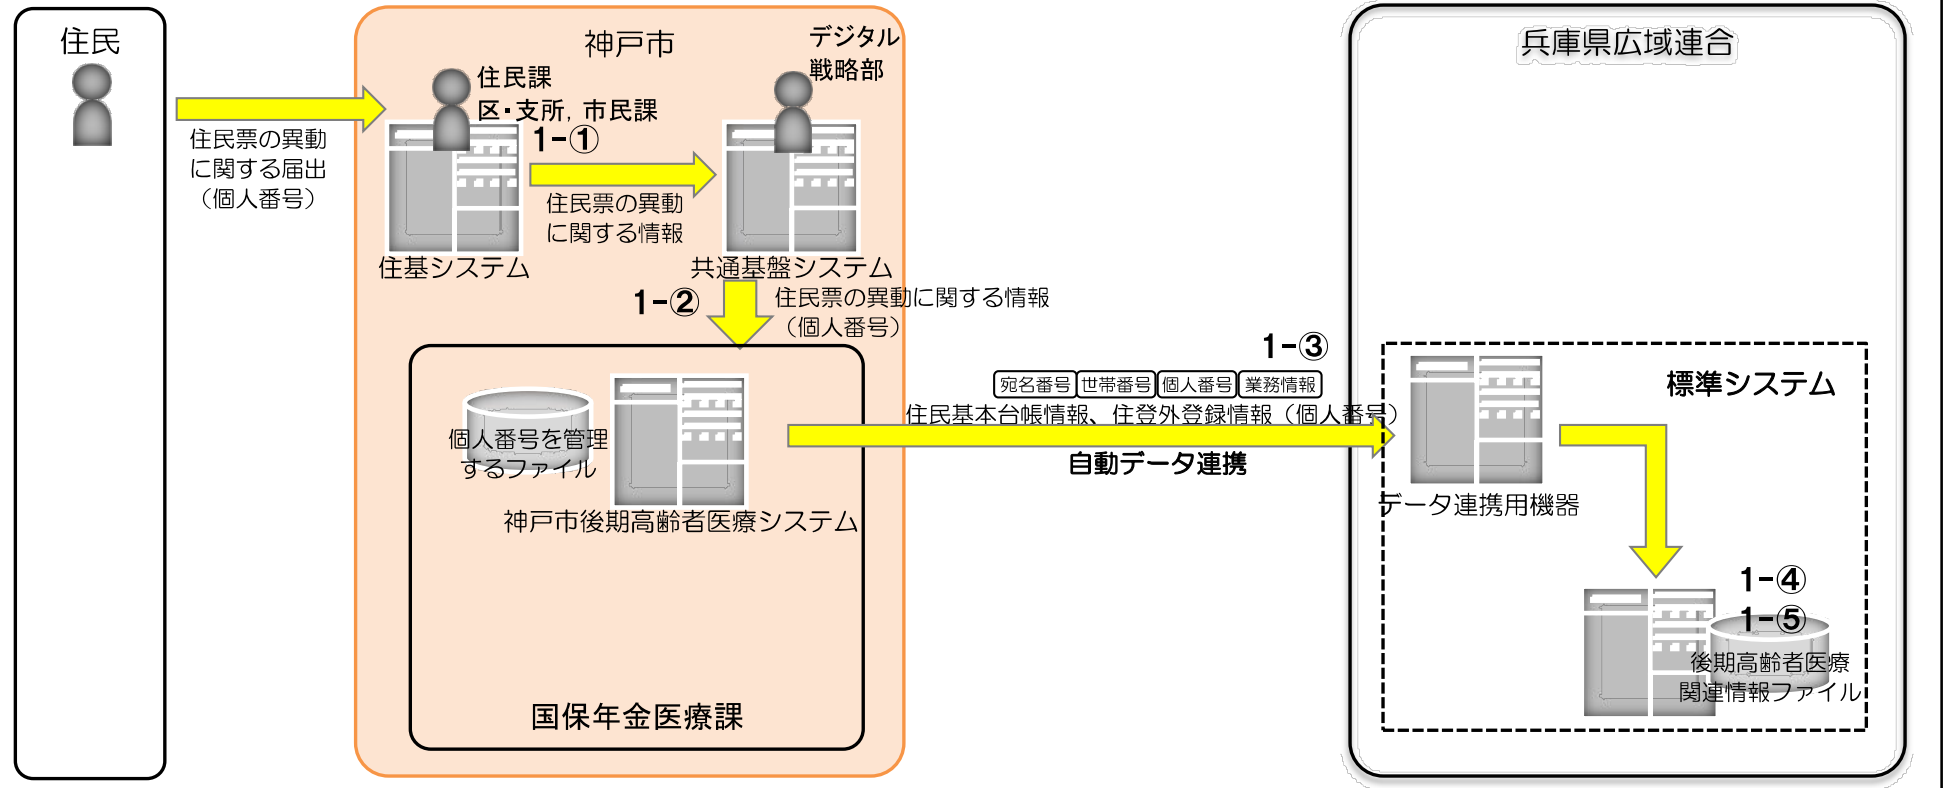 住民
住民票の異動
に関する届出
（個人番号）
神戸市
デジタル
戦略部
住民課
区・支所, 市民課
1-①
住民票の異動
に関する情報
住基システム
共通基盤システム
1-②
住民票の異動に関する情報
（個人番号）
個人番号を管理
するファイル
神戸市後期高齢者医療システム
国保年金医療課
1-③
宛名番号 世帯番号 個人番号 業務情報
住民基本台帳情報、住登外登録情報（個人番号）
自動データ連携
兵庫県広域連合
標準システム
データ連携用機器
1-④
1-⑤
後期高齢者医療
関連情報ファイル